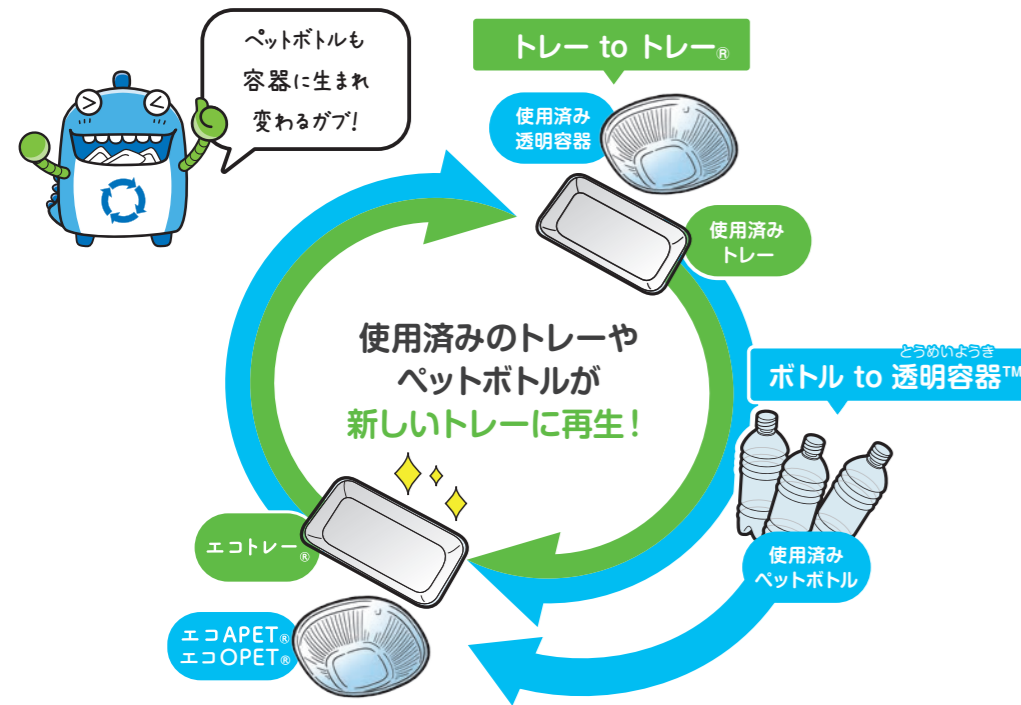 ペットボトルも
容器に生まれ
変わるガブ!
トレー to トレー®
使用済み
透明容器
使用済み
トレー
使用済みのトレーや
ペットボトルが
新しいトレーに再生!
とうめいようき
ボトル to 透明容器™
使用済み
ペットボトル
エコトレー®
エコAPET®
エコOPET®